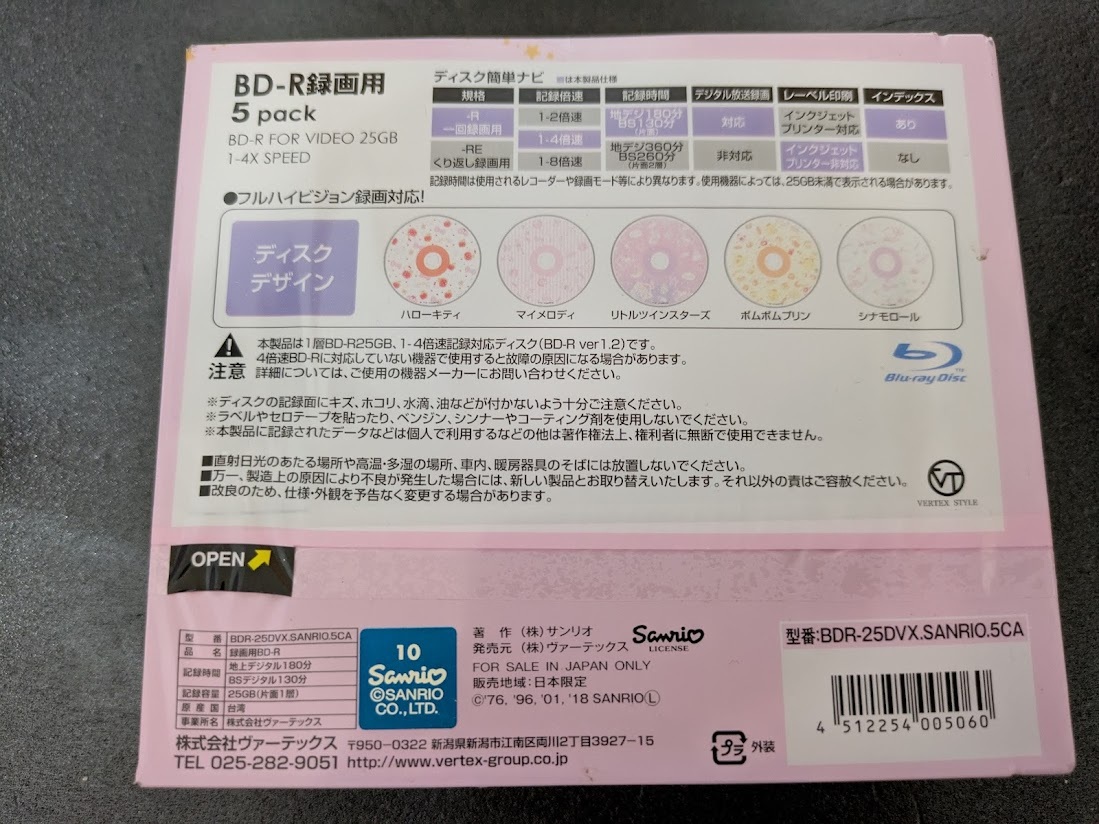 BD-R録画用
5 pack
BD-R FOR VIDEO 25GB
1-4X SPEED
ディスク簡単ナビ ※■は本製品仕様
規格 記録倍速 記録時間 デジタル放送録画 レーベル印刷 インデックス
-R 一回録画用 1-2倍速 地デジ180分 BS130分 (片面) 対応 インクジェット プリンター対応 あり
1-4倍速
-RE くり返し録画用 1-8倍速 地デジ360分 BS260分 (片面2層) 非対応 インクジェット プリンター非対応 なし
記録時間は使用されるレコーダーや録画モード等により異なります。使用機器によっては、25GB未満で表示される場合があります。
●フルハイビジョン録画対応!
ディスク
デザイン
ハローキティ マイメロディ リトルツインスターズ ポムポムプリン シナモロール
注意
本製品は1層BD-R25GB、1-4倍速記録対応ディスク(BD-R ver1.2)です。
4倍速BD-Rに対応していない機器で使用すると故障の原因になる場合があります。
詳細については、ご使用の機器メーカーにお問い合わせください。
Blu-ray Disc
TM
※ディスクの記録面にキズ、ホコリ、水滴、油などが付かないよう十分ご注意ください。
※ラベルやセロテープを貼ったり、ベンジン、シンナーやコーティング剤を使用しないでください。
※本製品に記録されたデータなどは個人で利用するなどの他は著作権法上、権利者に無断で使用できません。
■直射日光のあたる場所や高温・多湿の場所、車内、暖房器具のそばには放置しないでください。
■万一、製造上の原因により不良が発生した場合には、新しい製品とお取り替えいたします。それ以外の責はご容赦ください。
■改良のため、仕様・外観を予告なく変更する場合があります。
VT
VERTEX STYLE
OPEN
型番 BDR-25DVX.SANRIO.5CA
品名 録画用BD-R
記録時間 地上デジタル180分
BSデジタル130分
記録容量 25GB(片面1層)
原産国 台湾
事業所名 株式会社ヴァーテックス
10
Sanrio
©SANRIO
CO.,LTD.
著作 (株)サンリオ
発売元 (株)ヴァーテックス
Sanrio
LICENSE
FOR SALE IN JAPAN ONLY
販売地域:日本限定
©'76, '96, '01, '18 SANRIO Ⓛ
株式会社ヴァーテックス 〒950-0322 新潟県新潟市江南区両川2丁目3927-15
TEL 025-282-9051 http://www.vertex-group.co.jp
プラ 外装
型番:BDR-25DVX.SANRIO.5CA
4 512254 005060